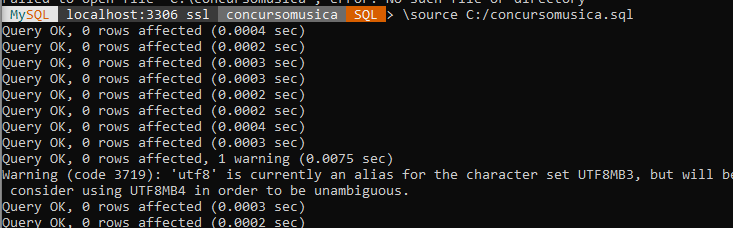 Failed to open file 'C:\concursomusica', error: No such file or directory
MySQL localhost:3306 ssl concursomusica SQL > \source C:/concursomusica.sql
Query OK, 0 rows affected (0.0004 sec)
Query OK, 0 rows affected (0.0002 sec)
Query OK, 0 rows affected (0.0003 sec)
Query OK, 0 rows affected (0.0003 sec)
Query OK, 0 rows affected (0.0002 sec)
Query OK, 0 rows affected (0.0002 sec)
Query OK, 0 rows affected (0.0004 sec)
Query OK, 0 rows affected (0.0003 sec)
Query OK, 0 rows affected, 1 warning (0.0075 sec)
Warning (code 3719): 'utf8' is currently an alias for the character set UTF8MB3, but will be
consider using UTF8MB4 in order to be unambiguous.
Query OK, 0 rows affected (0.0003 sec)
Query OK, 0 rows affected (0.0002 sec)